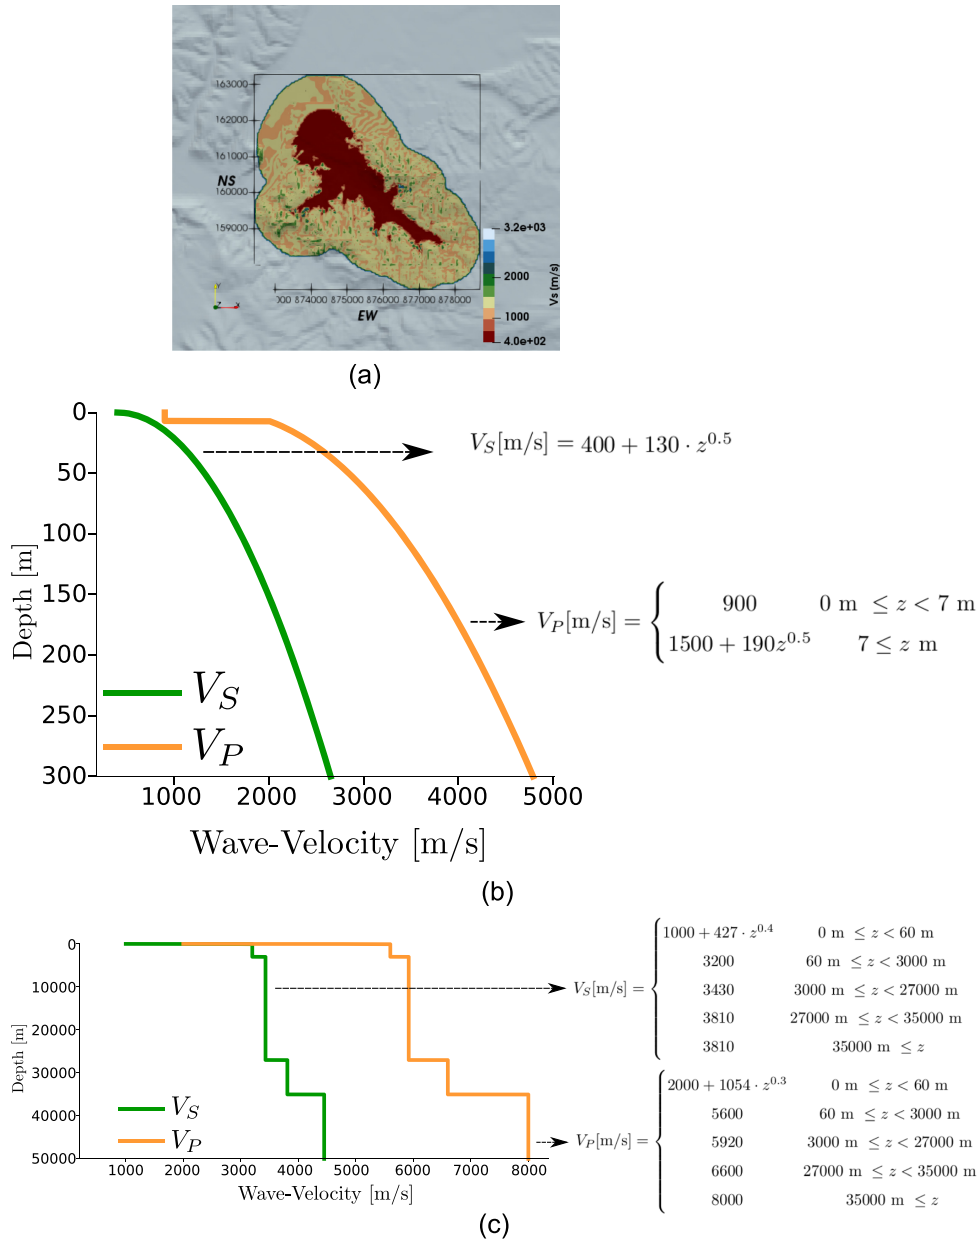 163000
162000
161000
160000
159000
NS
000 874000 875000 876000 877000 878000
EW
3.2e+03
2000
1000
4.0e+02
Vs (m/s)
(a)
0
50
100
150
200
250
300
Depth [m]
V_S
V_P
1000 2000 3000 4000 5000
Wave-Velocity [m/s]
V_S[m/s] = 400 + 130 · z^{0.5}
V_P[m/s] = {
900 0 m ≤ z < 7 m
1500 + 190z^{0.5} 7 ≤ z m
(b)
0
10000
20000
30000
40000
50000
Depth [m]
V_S
V_P
1000 2000 3000 4000 5000 6000 7000 8000
Wave-Velocity [m/s]
V_S[m/s] = {
1000 + 427 · z^{0.4} 0 m ≤ z < 60 m
3200 60 m ≤ z < 3000 m
3430 3000 m ≤ z < 27000 m
3810 27000 m ≤ z < 35000 m
3810 35000 m ≤ z
V_P[m/s] = {
2000 + 1054 · z^{0.3} 0 m ≤ z < 60 m
5600 60 m ≤ z < 3000 m
5920 3000 m ≤ z < 27000 m
6600 27000 m ≤ z < 35000 m
8000 35000 m ≤ z
(c)